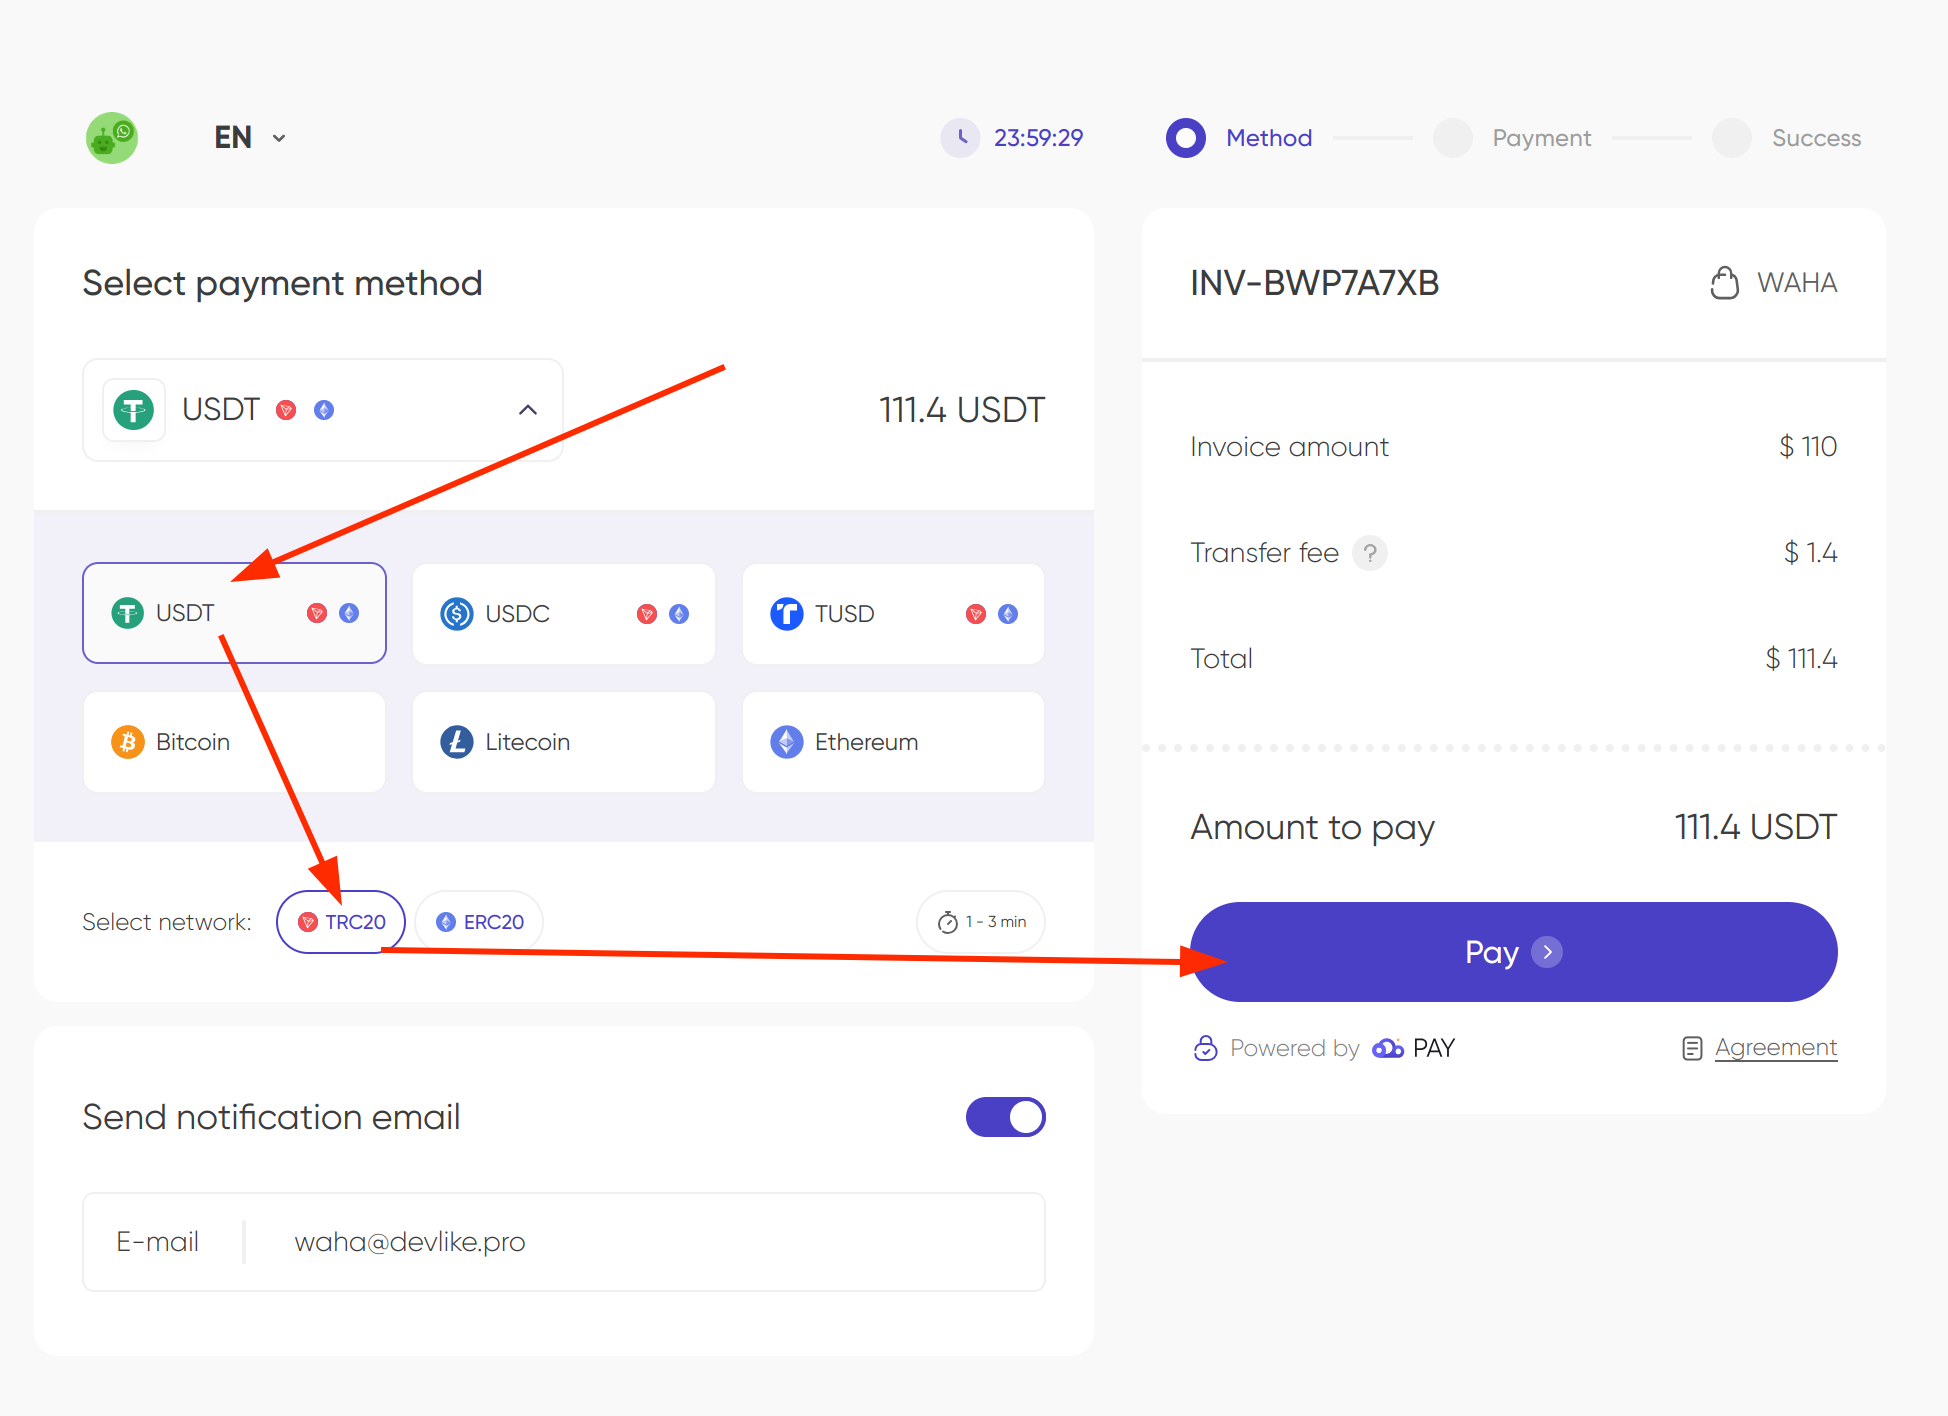 EN
23:59:29
Method
Payment
Success
Select payment method
USDT
111.4 USDT
USDT
USDC
TUSD
Bitcoin
Litecoin
Ethereum
Select network:
TRC20
ERC20
1 - 3 min
Send notification email
E-mail
waha@devlike.pro
INV-BWP7A7XB
WAHA
Invoice amount
$ 110
Transfer fee ?
$ 1.4
Total
$ 111.4
Amount to pay
111.4 USDT
Pay
Powered by PAY
Agreement